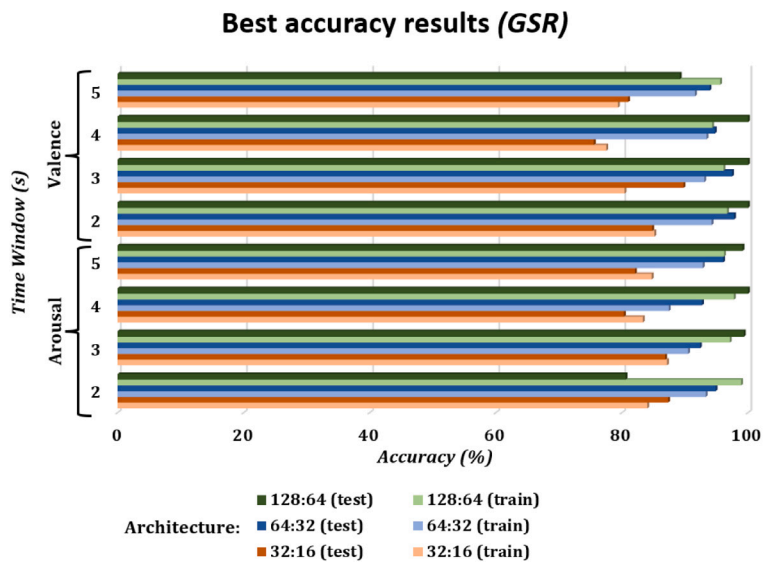 Best accuracy results (GSR)
Time Window (s)
Valence
5
4
3
2
Arousal
5
4
3
2
0 20 40 60 80 100
Accuracy (%)
Architecture:
128:64 (test) 128:64 (train)
64:32 (test) 64:32 (train)
32:16 (test) 32:16 (train)